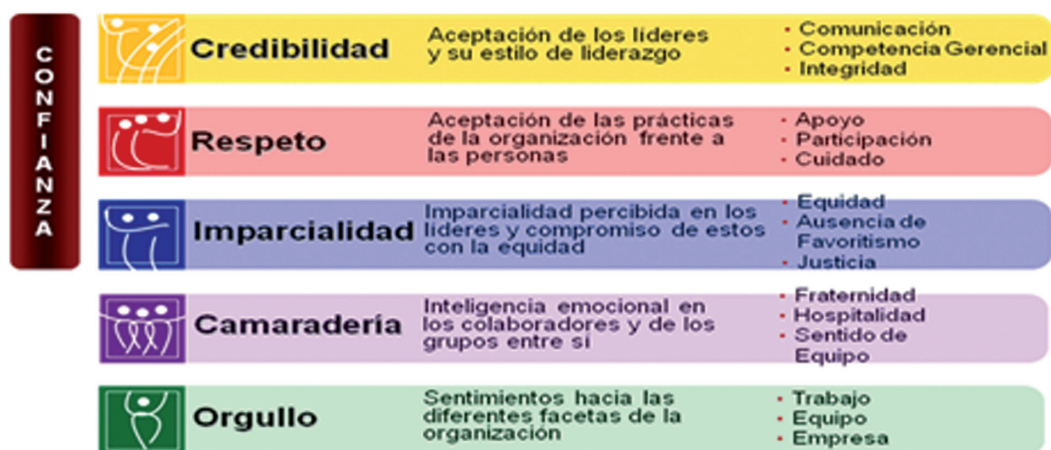 CONFIANZA
Credibilidad
Aceptación de los líderes
y su estilo de liderazgo
• Comunicación
• Competencia Gerencial
• Integridad
Respeto
Aceptación de las prácticas
de la organización frente a
las personas
• Apoyo
• Participación
• Cuidado
Imparcialidad
Imparcialidad percibida en los
líderes y compromiso de estos
con la equidad
• Equidad
• Ausencia de
Favoritismo
• Justicia
Camaradería
Inteligencia emocional en
los colaboradores y de los
grupos entre sí
• Fraternidad
• Hospitalidad
• Sentido de
Equipo
Orgullo
Sentimientos hacia las
diferentes facetas de la
organización
• Trabajo
• Equipo
• Empresa